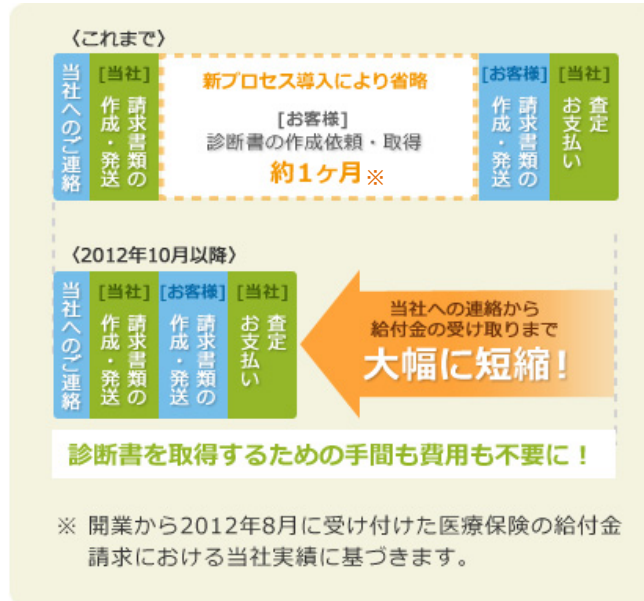 〈これまで〉
当社へのご連絡
[当社]
請求書類の
作成・発送
新プロセス導入により省略
[お客様]
診断書の作成依頼・取得
約1ヶ月※
[お客様]
請求書類の
作成・発送
[当社]
査定
お支払い
〈2012年10月以降〉
当社へのご連絡
[当社]
請求書類の
作成・発送
[お客様]
請求書類の
作成・発送
[当社]
査定
お支払い
当社への連絡から
給付金の受け取りまで
大幅に短縮!
診断書を取得するための手間も費用も不要に!
※ 開業から2012年8月に受け付けた医療保険の給付金
請求における当社実績に基づきます。